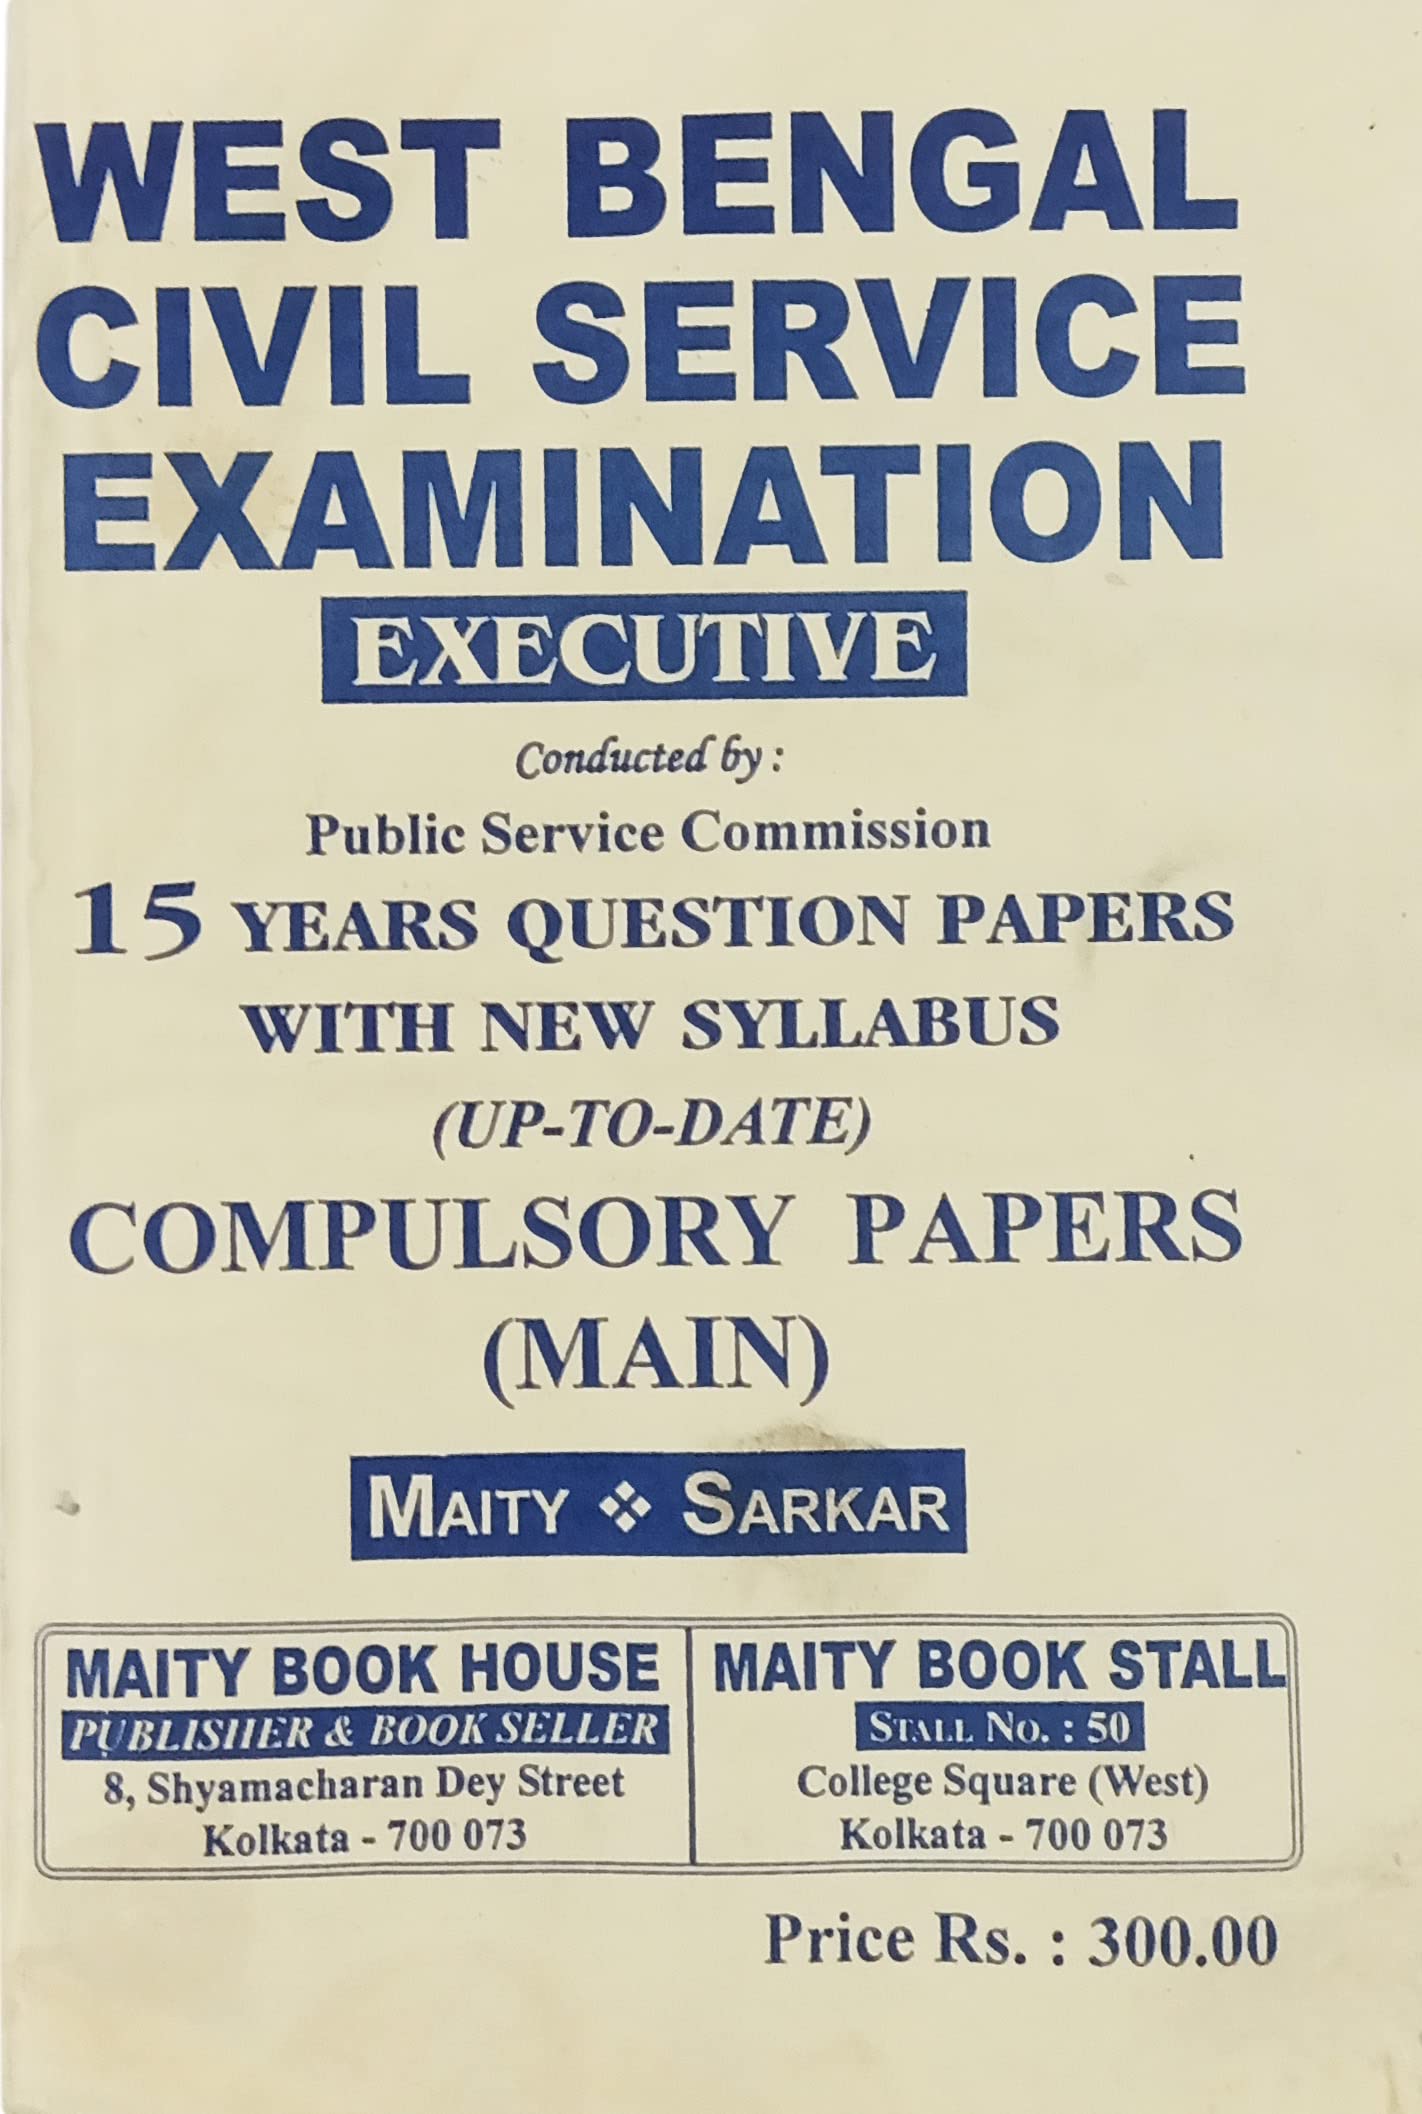 WEST BENGAL
CIVIL SERVICE
EXAMINATION
EXECUTIVE
Conducted by :
Public Service Commission
15 YEARS QUESTION PAPERS
WITH NEW SYLLABUS
(UP-TO-DATE)
COMPULSORY PAPERS
(MAIN)
MAITY ❖ SARKAR
MAITY BOOK HOUSE
PUBLISHER & BOOK SELLER
8, Shyamacharan Dey Street
Kolkata - 700 073
MAITY BOOK STALL
STALL NO. : 50
College Square (West)
Kolkata - 700 073
Price Rs. : 300.00